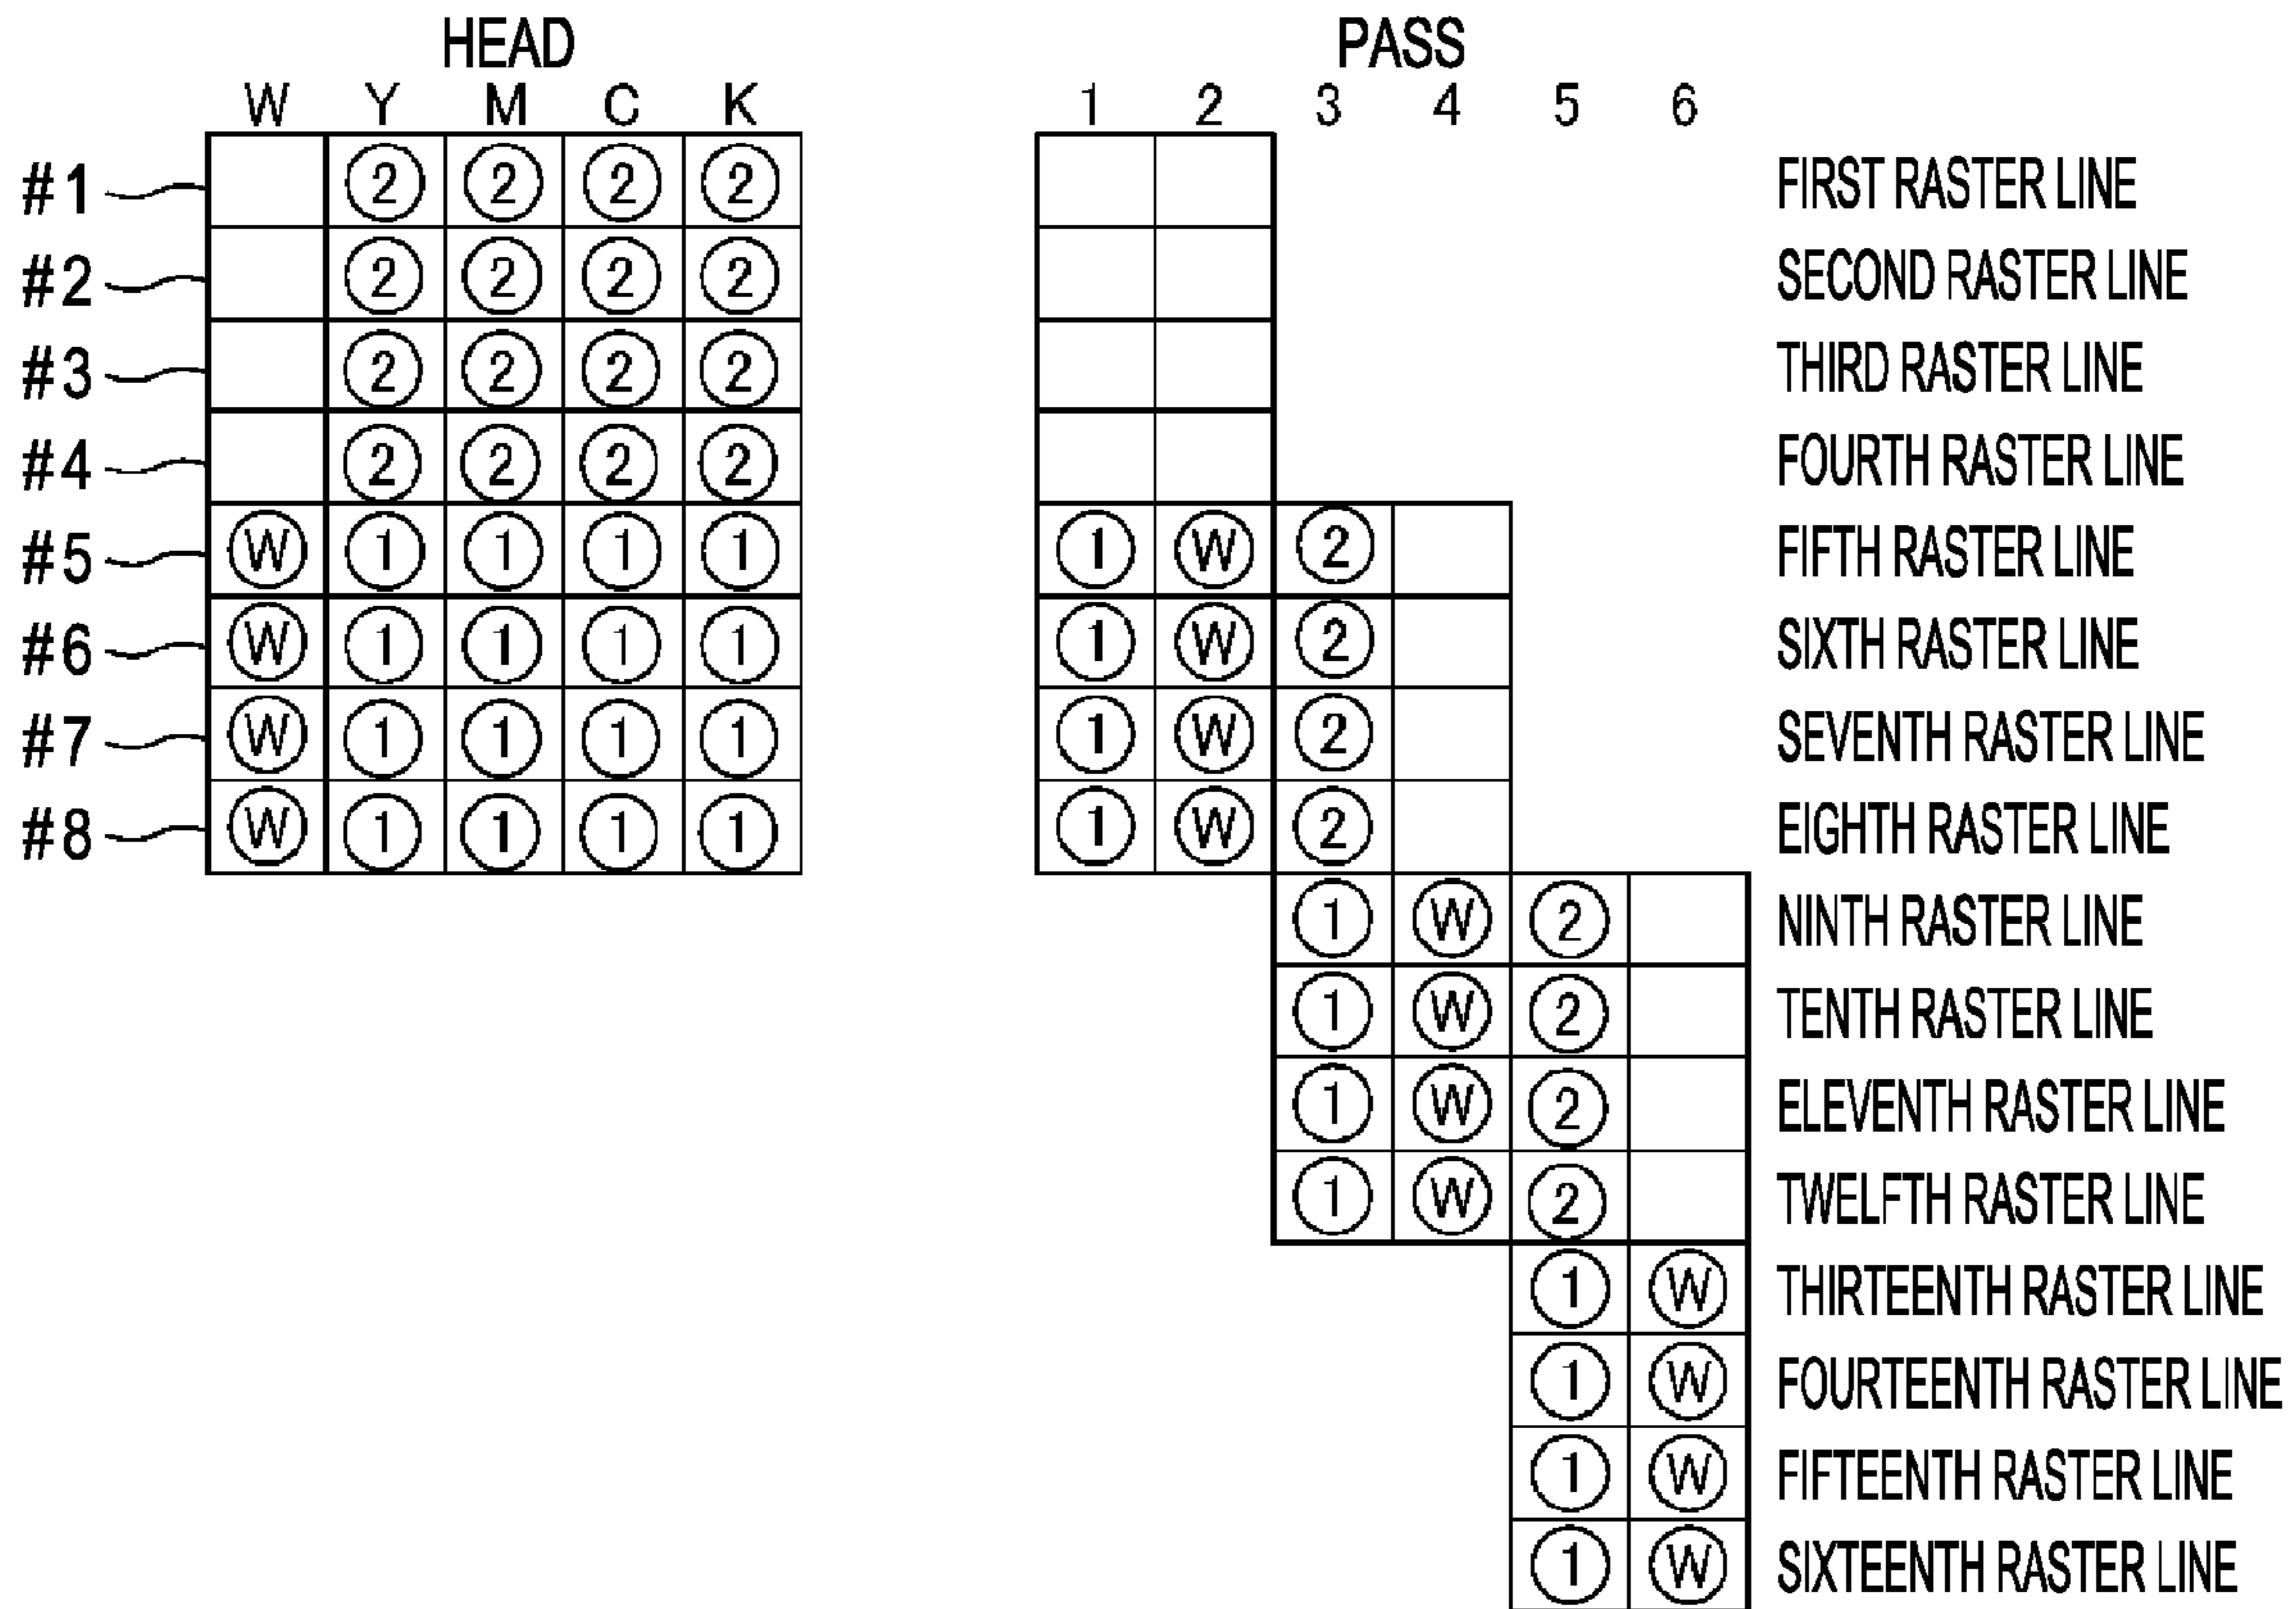 HEAD PASS
W Y M C K 1 2 3 4 5 6
#1 2 2 2 2 FIRST RASTER LINE
#2 2 2 2 2 SECOND RASTER LINE
#3 2 2 2 2 THIRD RASTER LINE
#4 2 2 2 2 FOURTH RASTER LINE
#5 W 1 1 1 1 1 W 2 FIFTH RASTER LINE
#6 W 1 1 1 1 1 W 2 SIXTH RASTER LINE
#7 W 1 1 1 1 1 W 2 SEVENTH RASTER LINE
#8 W 1 1 1 1 1 W 2 EIGHTH RASTER LINE
1 W 2 NINTH RASTER LINE
1 W 2 TENTH RASTER LINE
1 W 2 ELEVENTH RASTER LINE
1 W 2 TWELFTH RASTER LINE
1 W THIRTEENTH RASTER LINE
1 W FOURTEENTH RASTER LINE
1 W FIFTEENTH RASTER LINE
1 W SIXTEENTH RASTER LINE